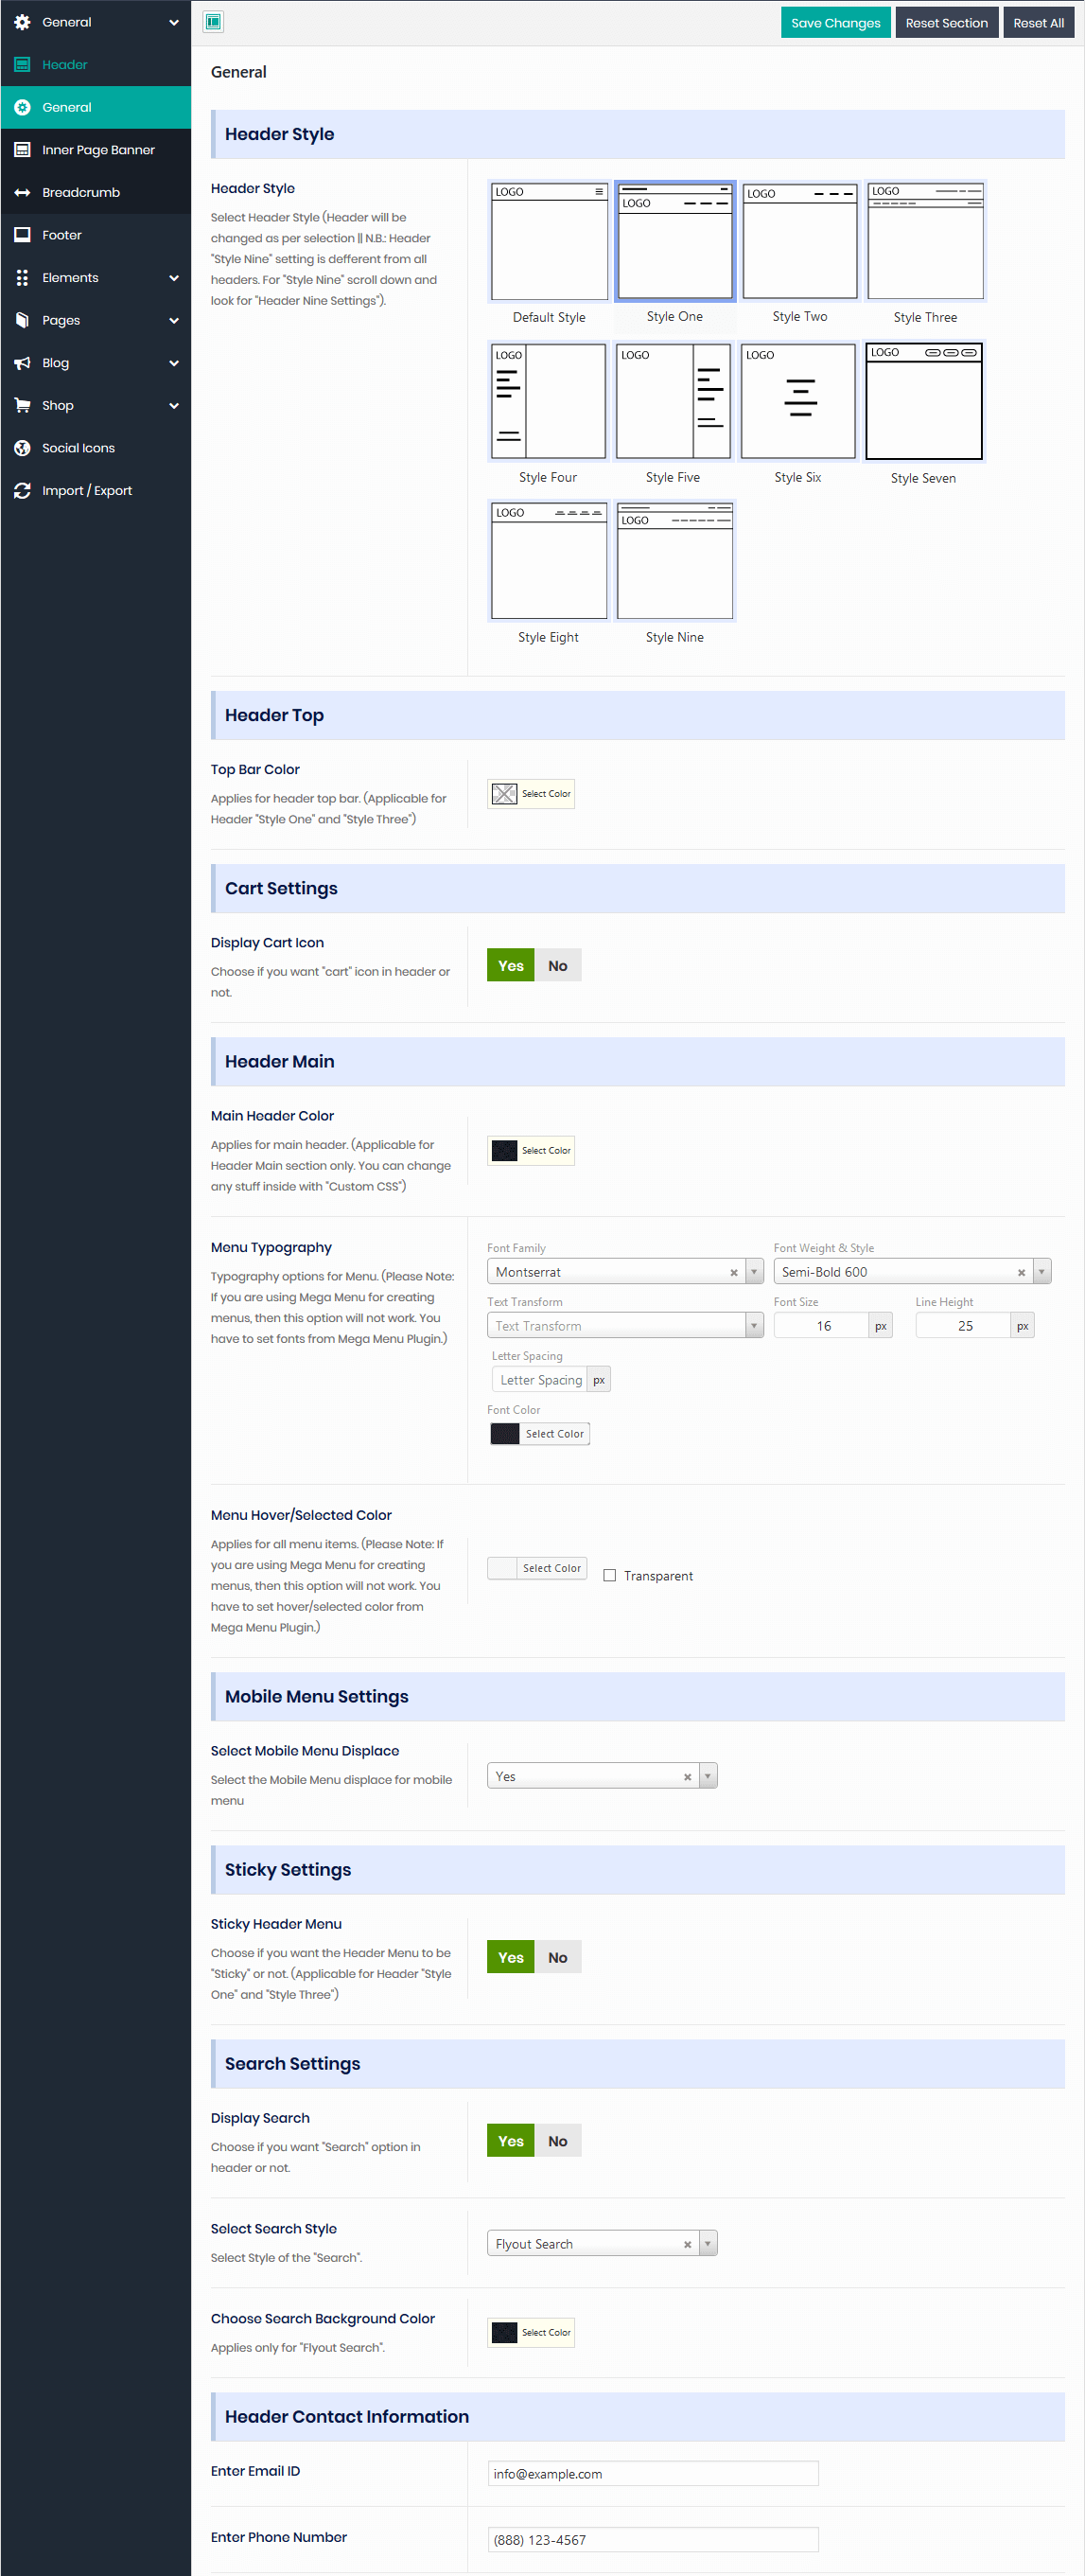 General
Header
General
Inner Page Banner
Breadcrumb
Footer
Elements
Pages
Blog
Shop
Social Icons
Import / Export
Save Changes
Reset Section
Reset All
General
Header Style
Header Style
Select Header Style (Header will be
changed as per selection || N.B.: Header
"Style Nine" setting is defferent from all
headers. For "Style Nine" scroll down and
look for "Header Nine Settings").
LOGO
LOGO
LOGO
LOGO
Default Style
Style One
Style Two
Style Three
LOGO
LOGO
LOGO
LOGO
Style Four
Style Five
Style Six
Style Seven
LOGO
LOGO
Style Eight
Style Nine
Header Top
Top Bar Color
Applies for header top bar. (Applicable for
Header "Style One" and "Style Three")
Select Color
Cart Settings
Display Cart Icon
Choose if you want "cart" icon in header or
not.
Yes No
Header Main
Main Header Color
Applies for main header. (Applicable for
Header Main section only. You can change
any stuff inside with "Custom CSS")
Select Color
Menu Typography
Typography options for Menu. (Please Note:
If you are using Mega Menu for creating
menus, then this option will not work. You
have to set fonts from Mega Menu Plugin.)
Font Family
Montserrat
Font Weight & Style
Semi-Bold 600
Text Transform
Text Transform
Font Size
16 px
Line Height
25 px
Letter Spacing
Letter Spacing px
Font Color
Select Color
Menu Hover/Selected Color
Applies for all menu items. (Please Note: If
you are using Mega Menu for creating
menus, then this option will not work. You
have to set hover/selected color from
Mega Menu Plugin.)
Select Color
Transparent
Mobile Menu Settings
Select Mobile Menu Displace
Select the Mobile Menu displace for mobile
menu
Yes
Sticky Settings
Sticky Header Menu
Choose if you want the Header Menu to be
"Sticky" or not. (Applicable for Header "Style
One" and "Style Three")
Yes No
Search Settings
Display Search
Choose if you want "Search" option in
header or not.
Yes No
Select Search Style
Select Style of the "Search".
Flyout Search
Choose Search Background Color
Applies only for "Flyout Search".
Select Color
Header Contact Information
Enter Email ID
info@example.com
Enter Phone Number
(888) 123-4567